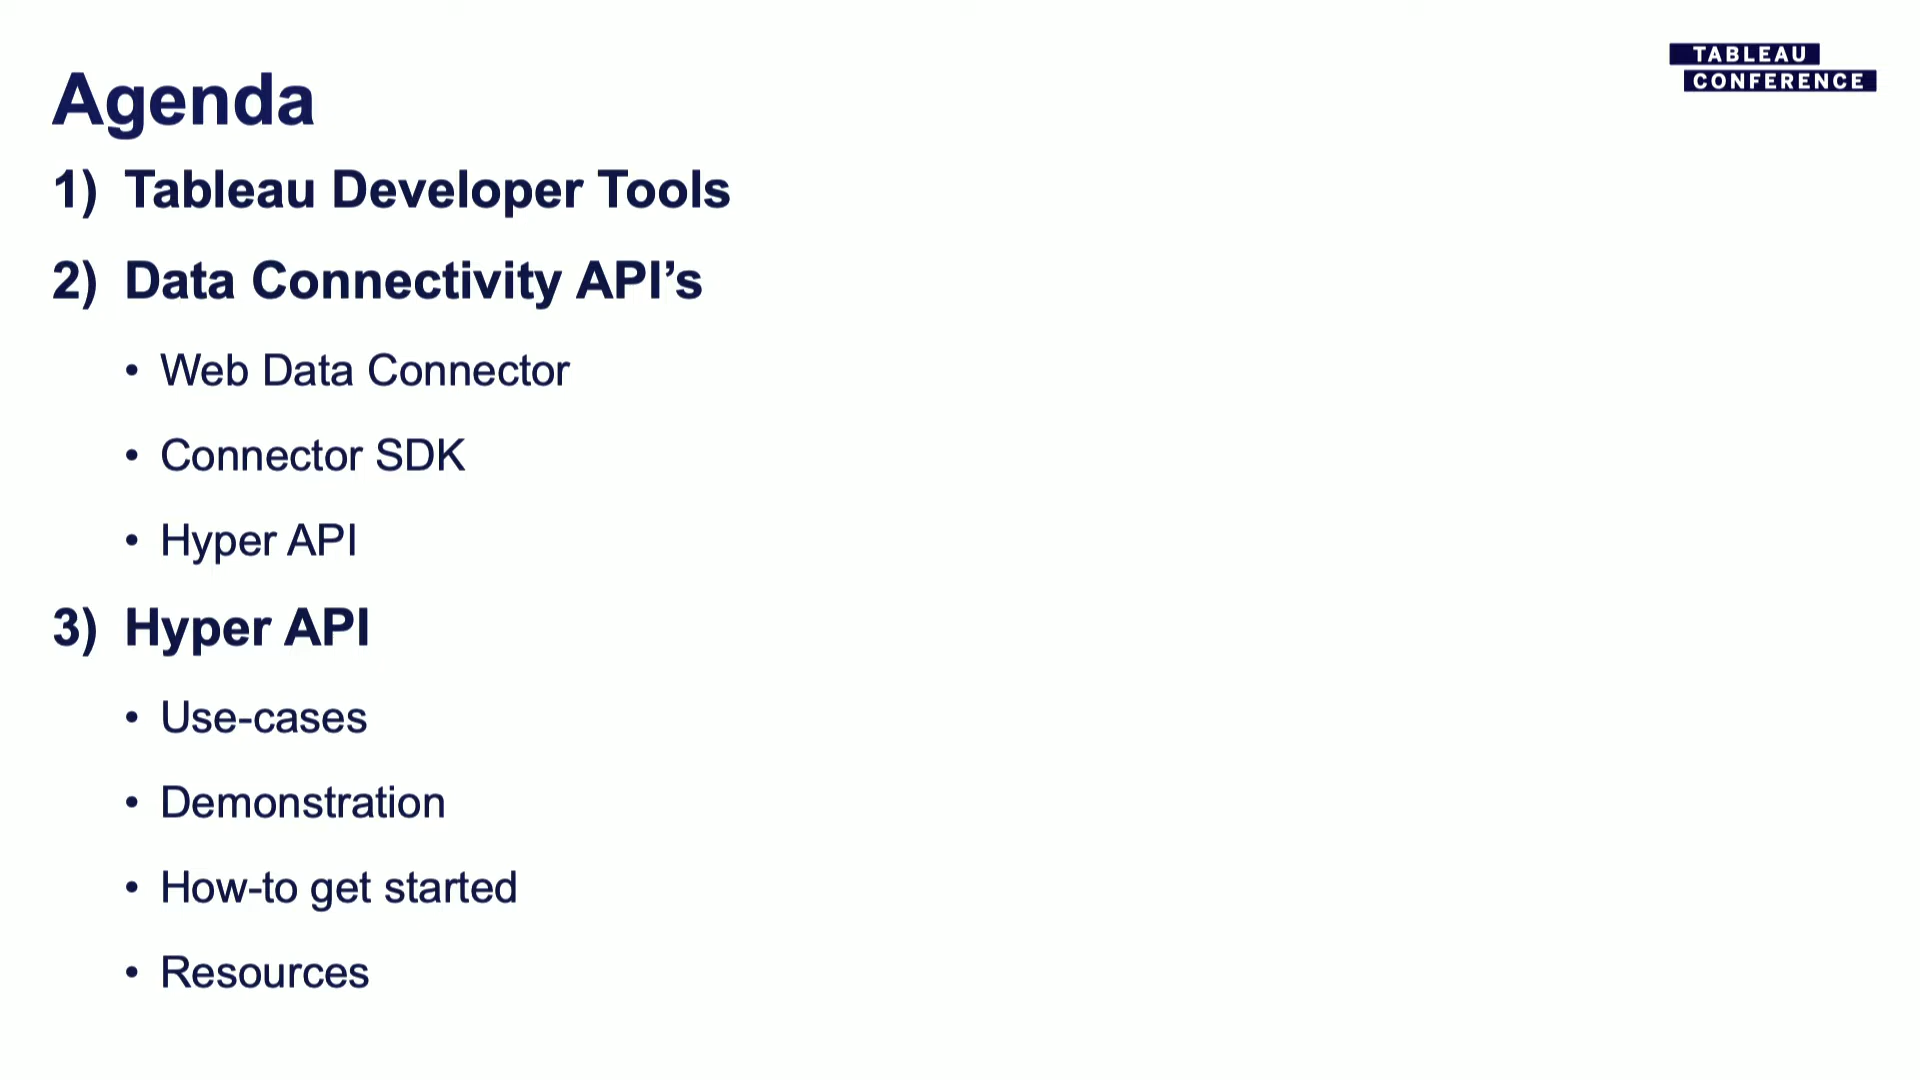 TABLEAU
CONFERENCE
Agenda
1) Tableau Developer Tools
2) Data Connectivity API’s
• Web Data Connector
• Connector SDK
• Hyper API
3) Hyper API
• Use-cases
• Demonstration
• How-to get started
• Resources